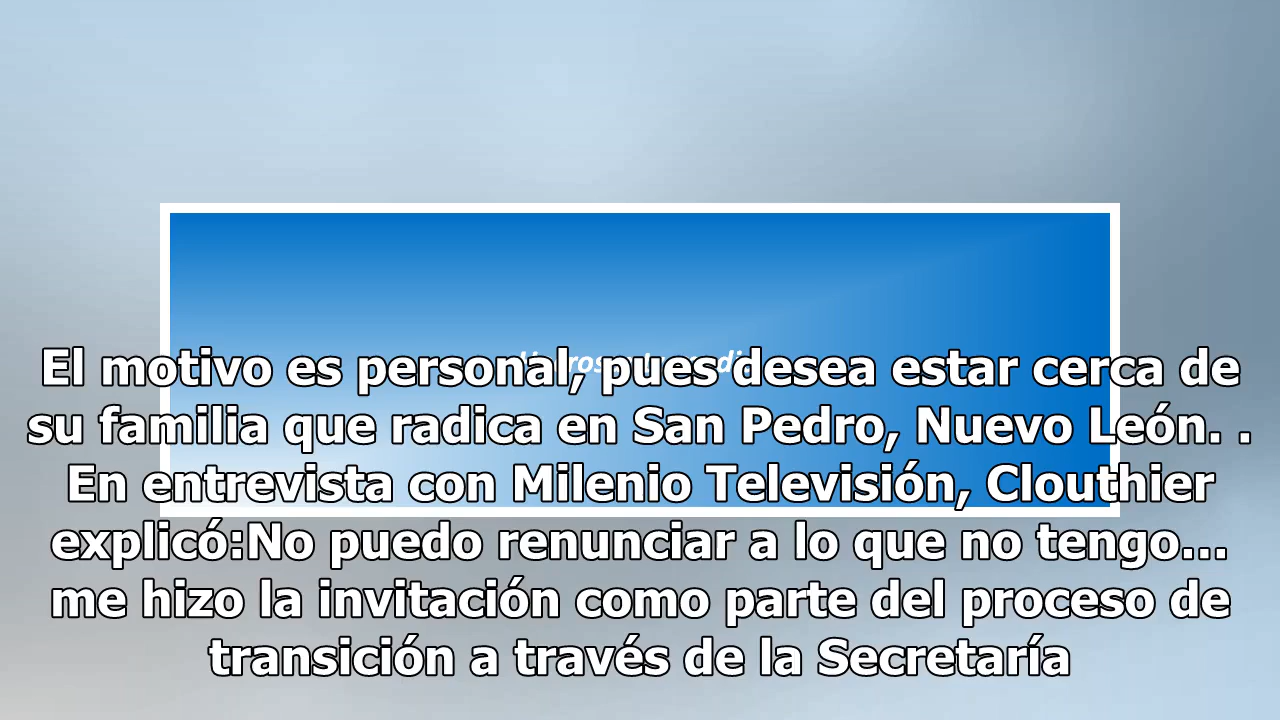 El motivo es personal, pues desea estar cerca de
su familia que radica en San Pedro, Nuevo León. .
En entrevista con Milenio Televisión, Clouthier
explicó:No puedo renunciar a lo que no tengo...
me hizo la invitación como parte del proceso de
transición a través de la Secretaría